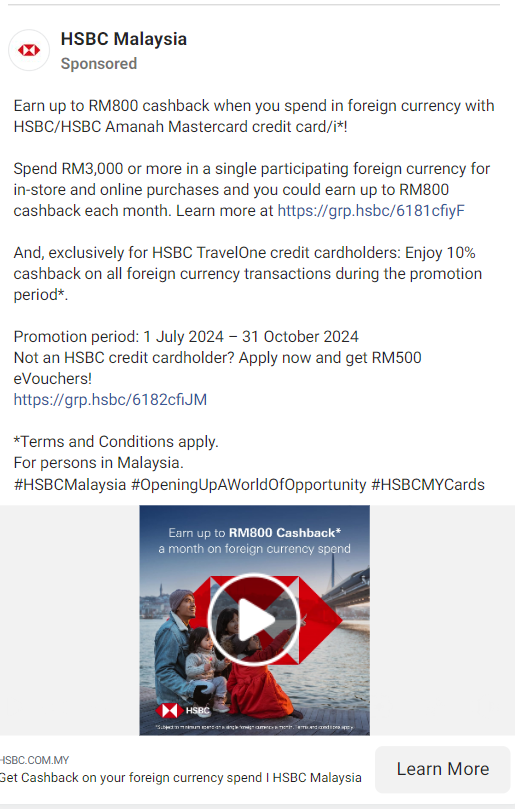 HSBC Malaysia
Sponsored
Earn up to RM800 cashback when you spend in foreign currency with
HSBC/HSBC Amanah Mastercard credit card/i*!
Spend RM3,000 or more in a single participating foreign currency for
in-store and online purchases and you could earn up to RM800
cashback each month. Learn more at https://grp.hsbc/6181cfiyF
And, exclusively for HSBC TravelOne credit cardholders: Enjoy 10%
cashback on all foreign currency transactions during the promotion
period*.
Promotion period: 1 July 2024 – 31 October 2024
Not an HSBC credit cardholder? Apply now and get RM500
eVouchers!
https://grp.hsbc/6182cfiJM
*Terms and Conditions apply.
For persons in Malaysia.
#HSBCMalaysia #OpeningUpAWorldOfOpportunity #HSBCMYCards
Earn up to RM800 Cashback*
a month on foreign currency spend
HSBC
*Subject to minimum spend on a single foreign currency a month. Terms and conditions apply.
HSBC.COM.MY
Get Cashback on your foreign currency spend I HSBC Malaysia
Learn More